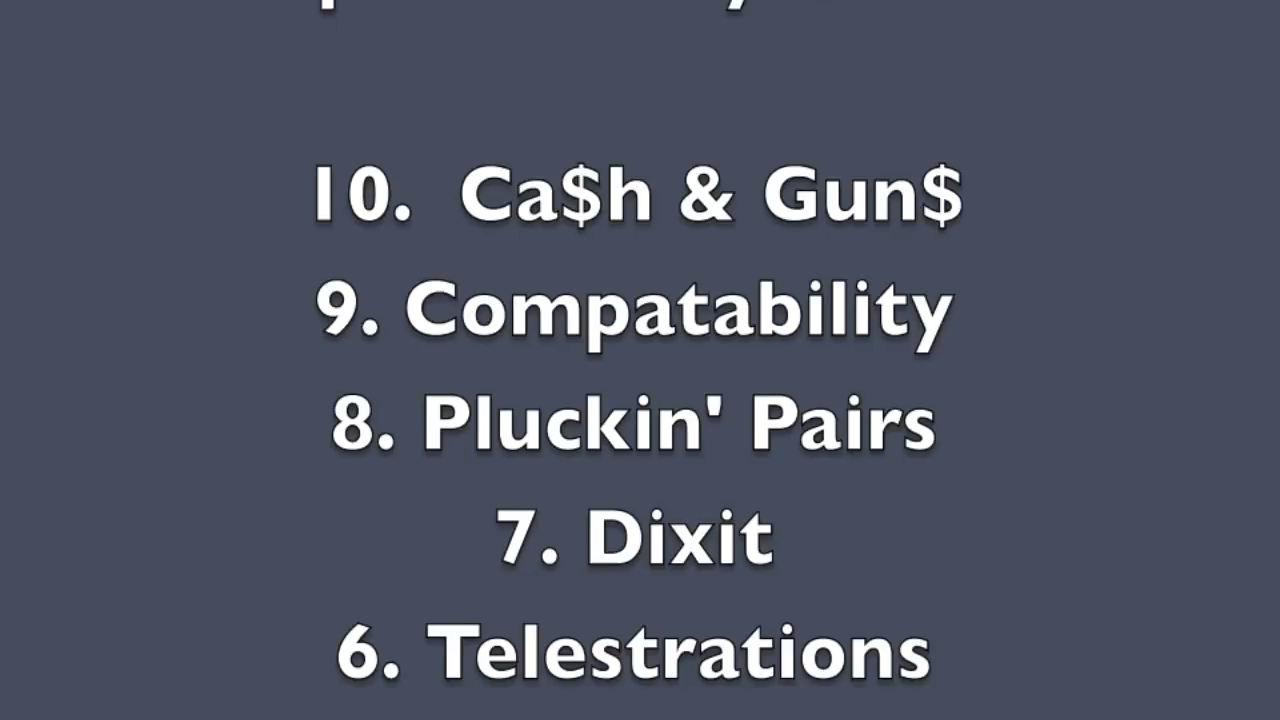 10.  Ca$h & Gun$
9. Compatability
8. Pluckin' Pairs
7. Dixit
6. Telestrations